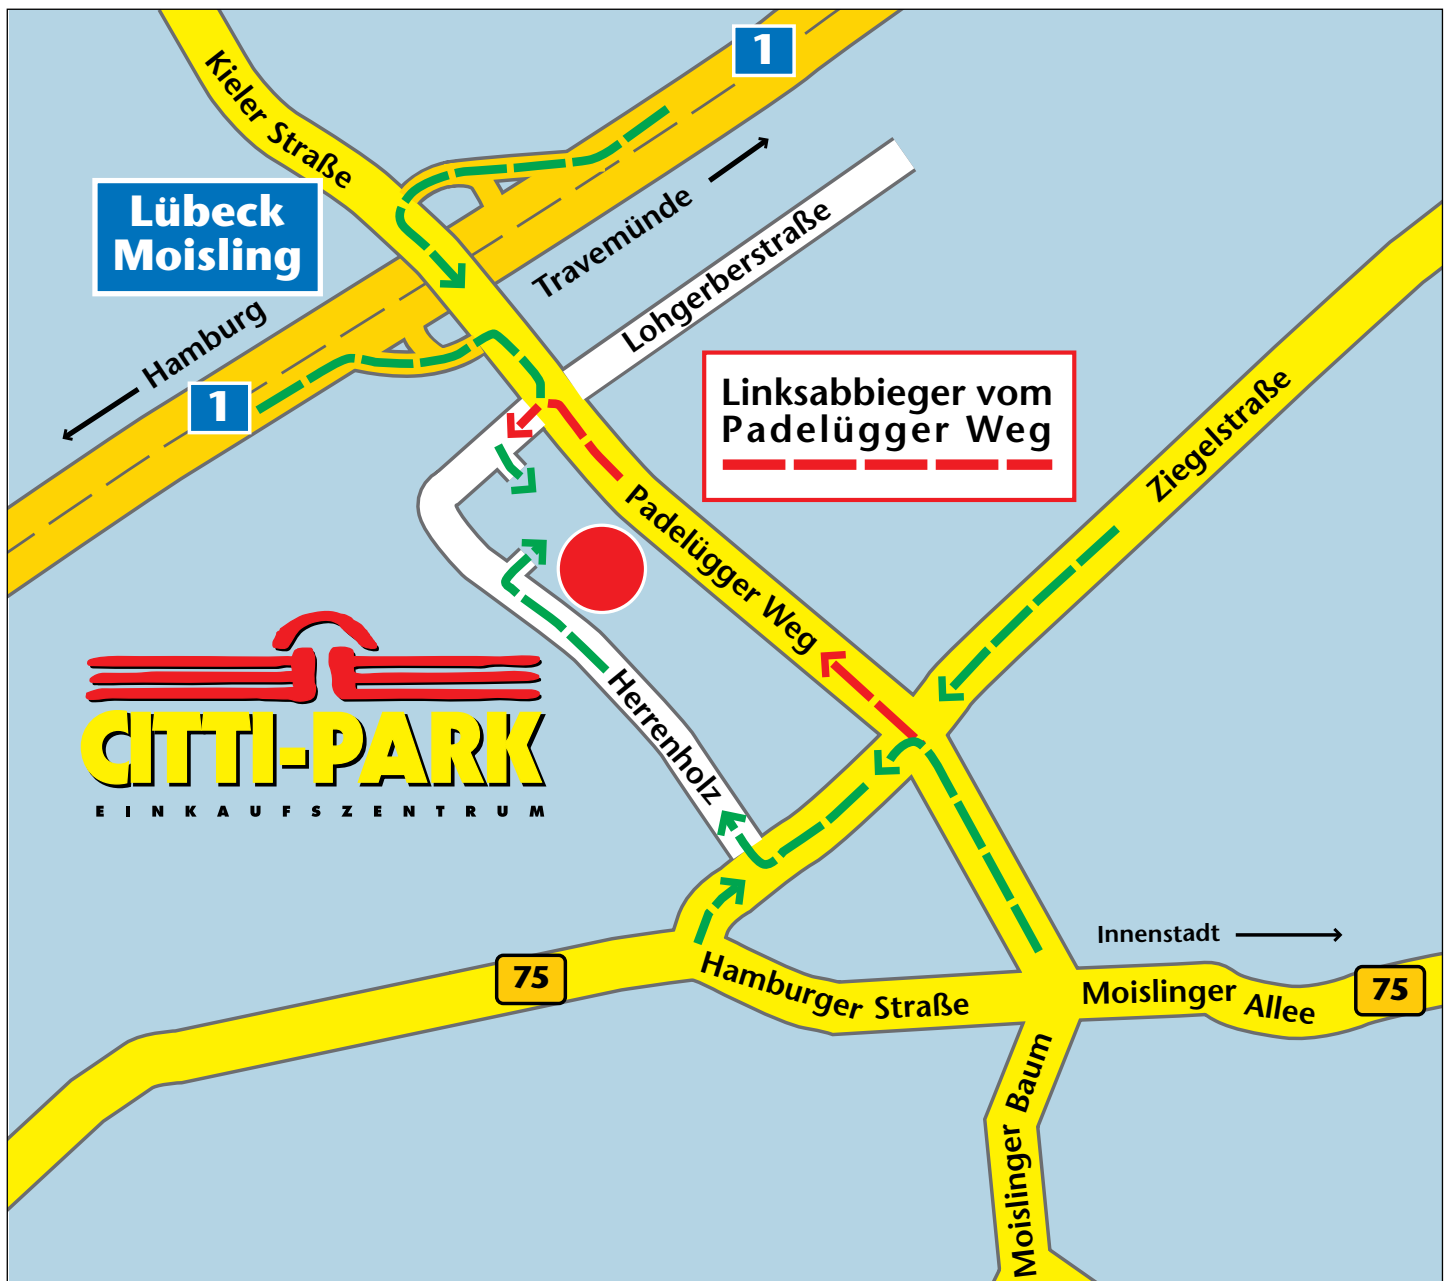 1
Kieler Straße
Lübeck
Moisling
Travemünde
Lohgerberstraße
Hamburg
1
Linksabbieger vom
Padelügger Weg
Ziegelstraße
Padelügger Weg
CITTI-PARK
EINKAUFSZENTRUM
Herrenholz
Innenstadt
75
Hamburger Straße
Moislinger Allee
75
Moislinger Baum